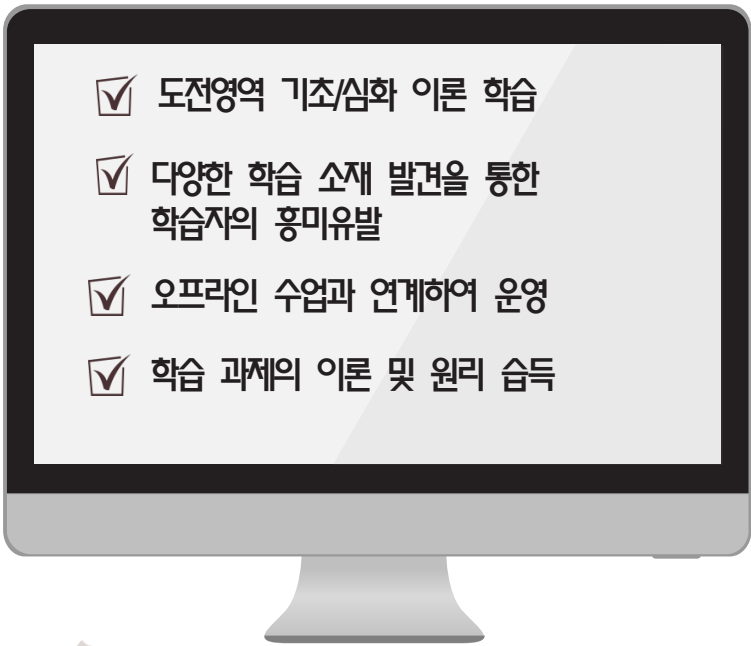 도전영역 기초/심화 이론 학습
다양한 학습 소재 발견을 통한
학습자의 흥미유발
오프라인 수업과 연계하여 운영
학습 과제의 이론 및 원리 습득